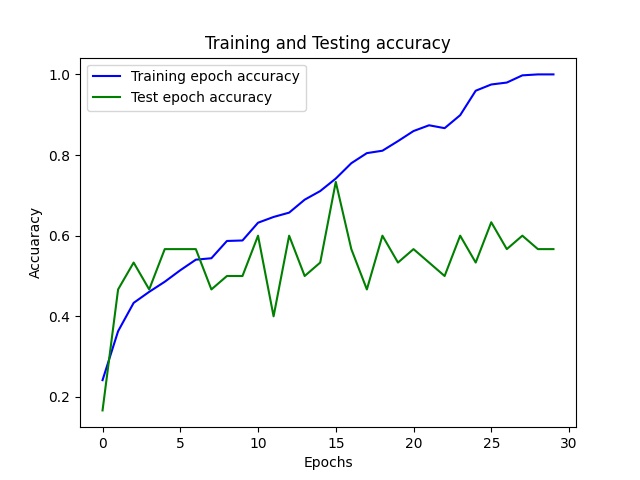 Training and Testing accuracy
Training epoch accuracy
Test epoch accuracy
1.0
0.8
0.6
0.4
0.2
Accuaracy
0 5 10 15 20 25 30
Epochs